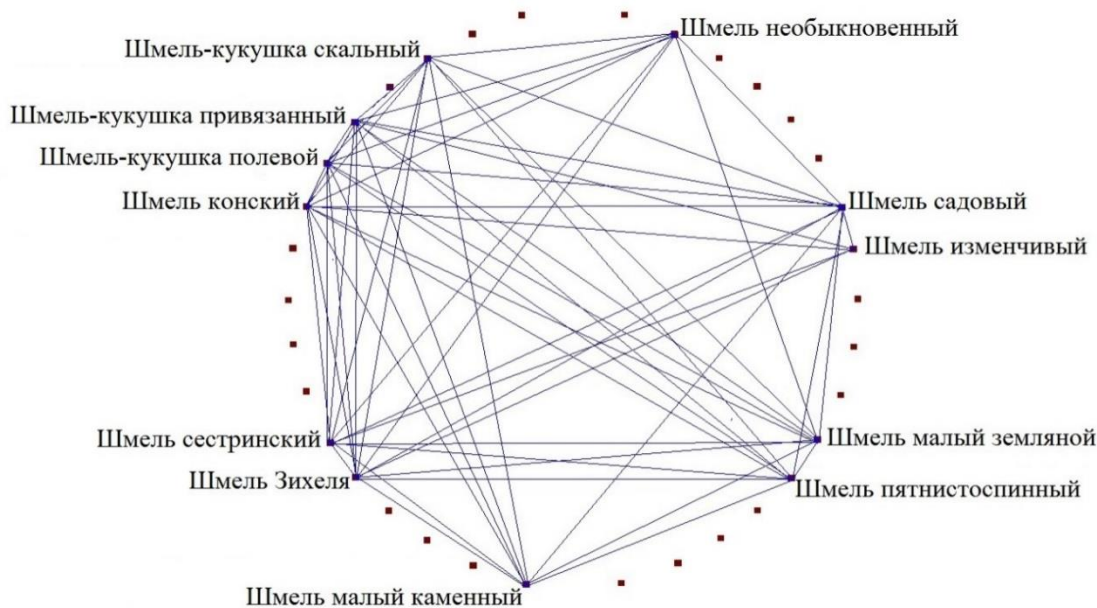 Шмель необыкновенный
Шмель-кукушка скальный
Шмель-кукушка привязанный
Шмель-кукушка полевой
Шмель конский
Шмель садовый
Шмель изменчивый
Шмель сестринский
Шмель малый земляной
Шмель Зихеля
Шмель пятнистоспинный
Шмель малый каменный